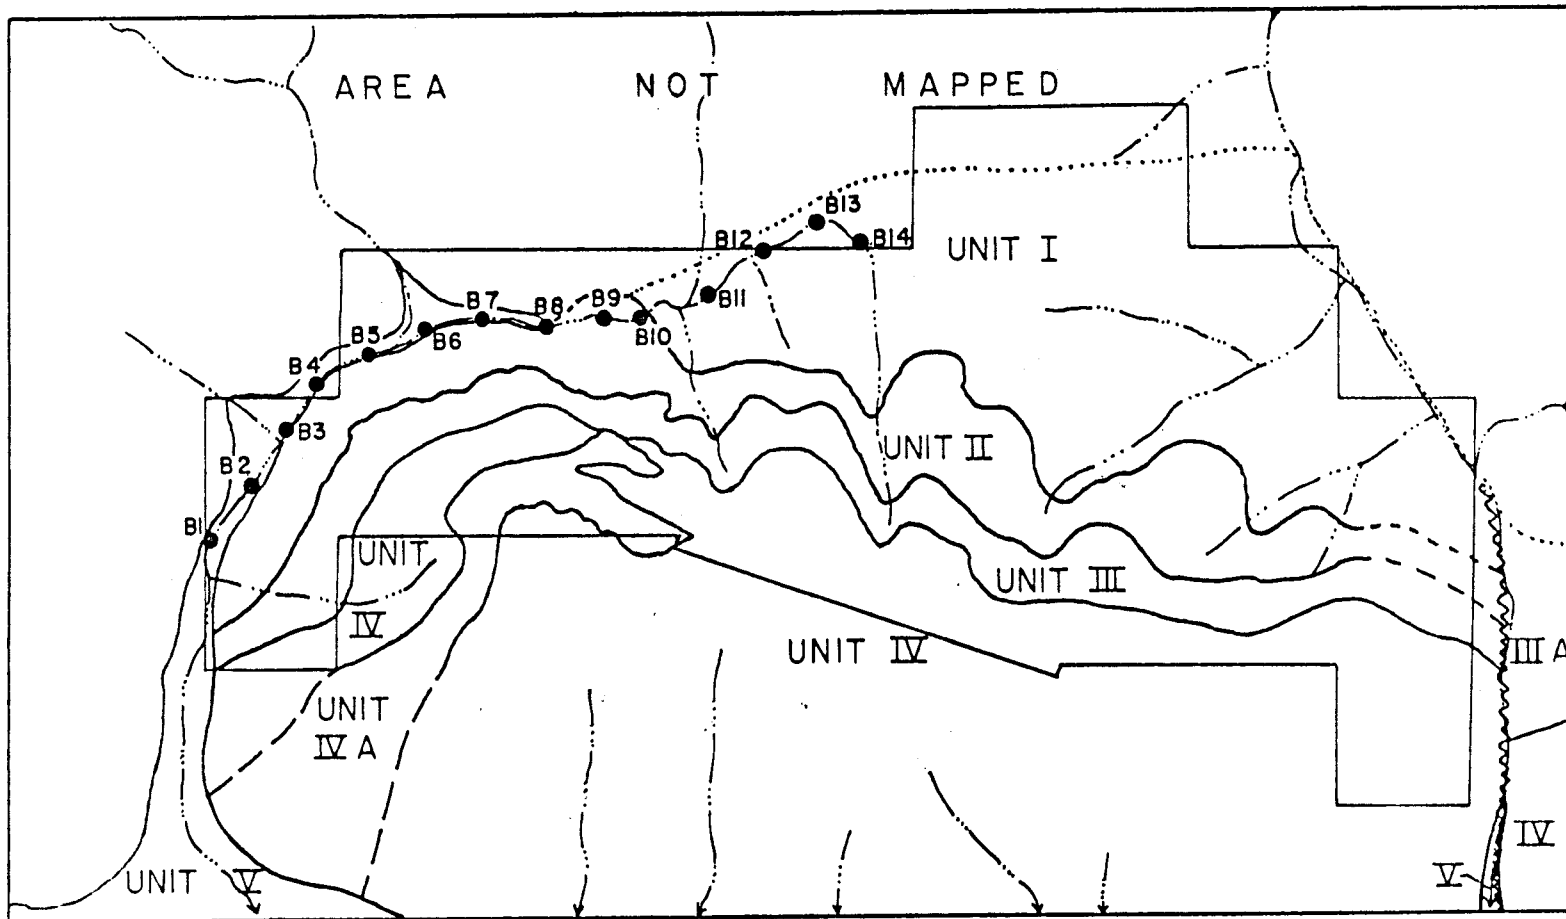 AREA NOT MAPPED
B13
B12
B14
UNIT I
B11
B7
B8
B9
B10
B6
B5
B4
B3
UNIT II
B2
B1
UNIT
IV
UNIT III
UNIT IV
III A
UNIT
IV A
IV
UNIT V
V